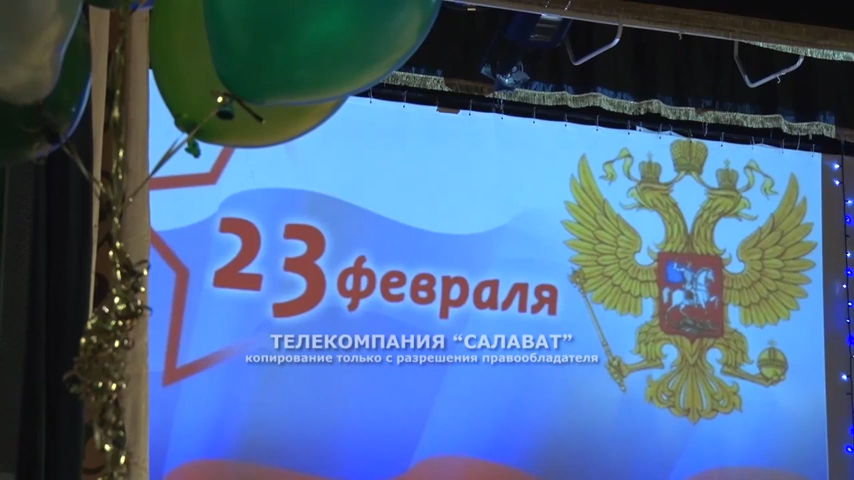 23 февраля
ТЕЛЕКОМПАНИЯ “САЛАВАТ”
копирование только с разрешения правообладателя